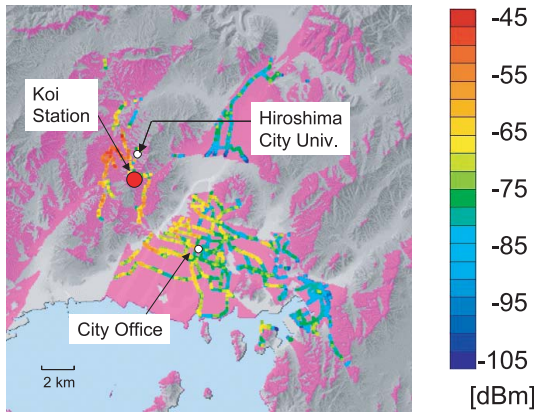 Koi
Station
Hiroshima
City Univ.
City Office
2 km
-45
-55
-65
-75
-85
-95
-105
[dBm]